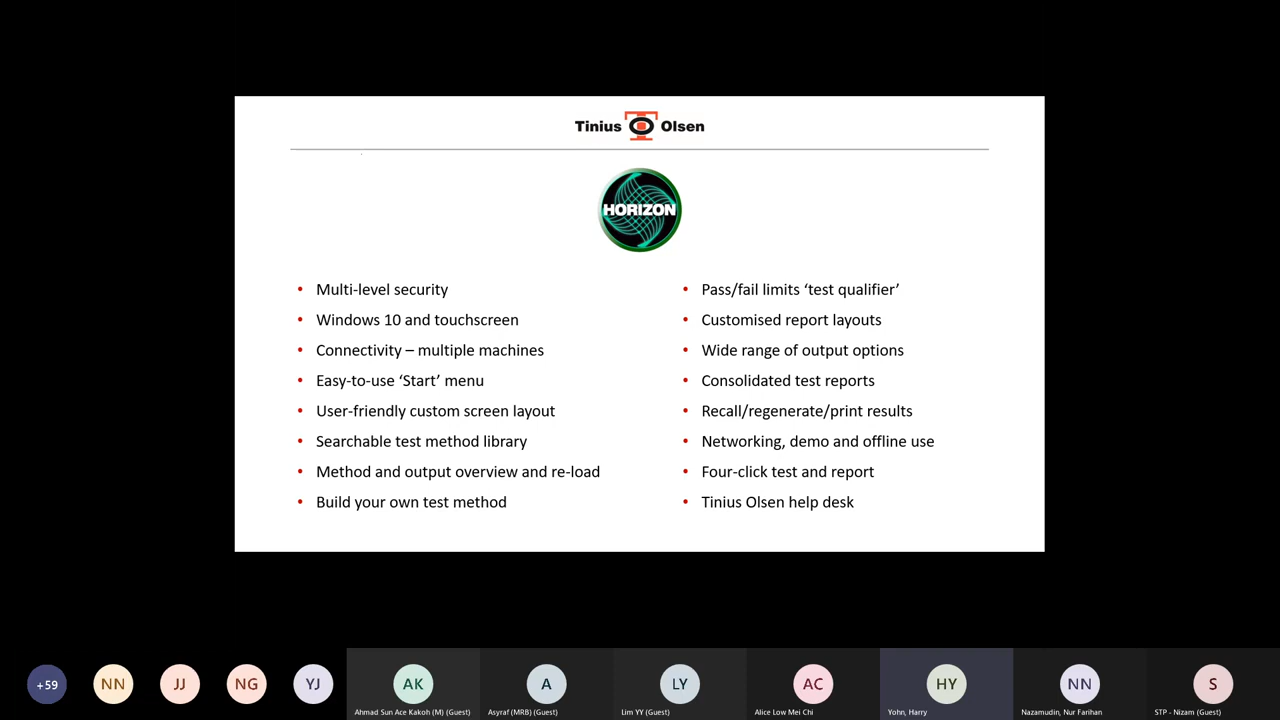 Tinius Olsen
HORIZON
• Multi-level security
• Windows 10 and touchscreen
• Connectivity – multiple machines
• Easy-to-use ‘Start’ menu
• User-friendly custom screen layout
• Searchable test method library
• Method and output overview and re-load
• Build your own test method
• Pass/fail limits ‘test qualifier’
• Customised report layouts
• Wide range of output options
• Consolidated test reports
• Recall/regenerate/print results
• Networking, demo and offline use
• Four-click test and report
• Tinius Olsen help desk
+59
NN
JJ
NG
YJ
AK
Ahmad Sun Ace Kakoh (M) (Guest)
A
Asyraf (MRB) (Guest)
LY
Lim YY (Guest)
AC
Alice Low Mei Chi
HY
Yohn, Harry
NN
Nazamudin, Nur Farihan
S
STP - Nizam (Guest)